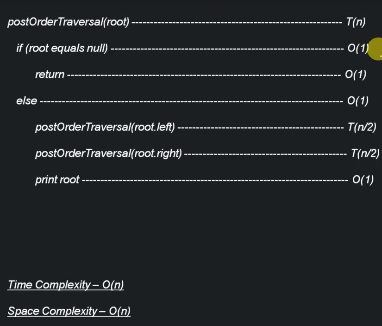 postOrderTraversal(root) ------------------------------------------------------- T(n)
if (root equals null) ------------------------------------------------------------- O(1)
return ----------------------------------------------------------------------- O(1)
else ------------------------------------------------------------------------------- O(1)
postOrderTraversal(root.left) -------------------------------------------- T(n/2)
postOrderTraversal(root.right) ------------------------------------------- T(n/2)
print root ---------------------------------------------------------------------- O(1)
Time Complexity – O(n)
Space Complexity – O(n)